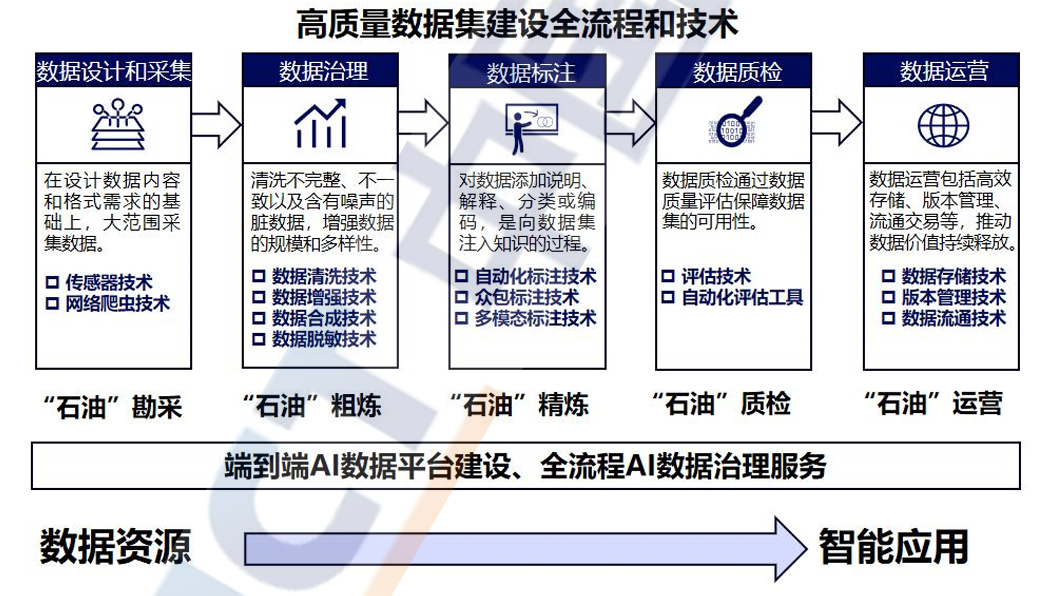 高质量数据集建设全流程和技术
数据设计和采集
在设计数据内容
和格式需求的基
础上，大范围采
集数据。
传感器技术
网络爬虫技术
“石油”勘采
数据治理
清洗不完整、不一
致以及含有噪声的
脏数据，增强数据
的规模和多样性。
数据清洗技术
数据增强技术
数据合成技术
数据脱敏技术
“石油”粗炼
数据标注
对数据添加说明、
解释、分类或编
码，是向数据集
注入知识的过程。
自动化标注技术
众包标注技术
多模态标注技术
“石油”精炼
数据质检
数据质检通过数据
质量评估保障数据
集的可用性。
评估技术
自动化评估工具
“石油”质检
数据运营
数据运营包括高效
存储、版本管理、
流通交易等，推动
数据价值持续释放。
数据存储技术
版本管理技术
数据流通技术
“石油”运营
端到端AI数据平台建设、全流程AI数据治理服务
数据资源
智能应用